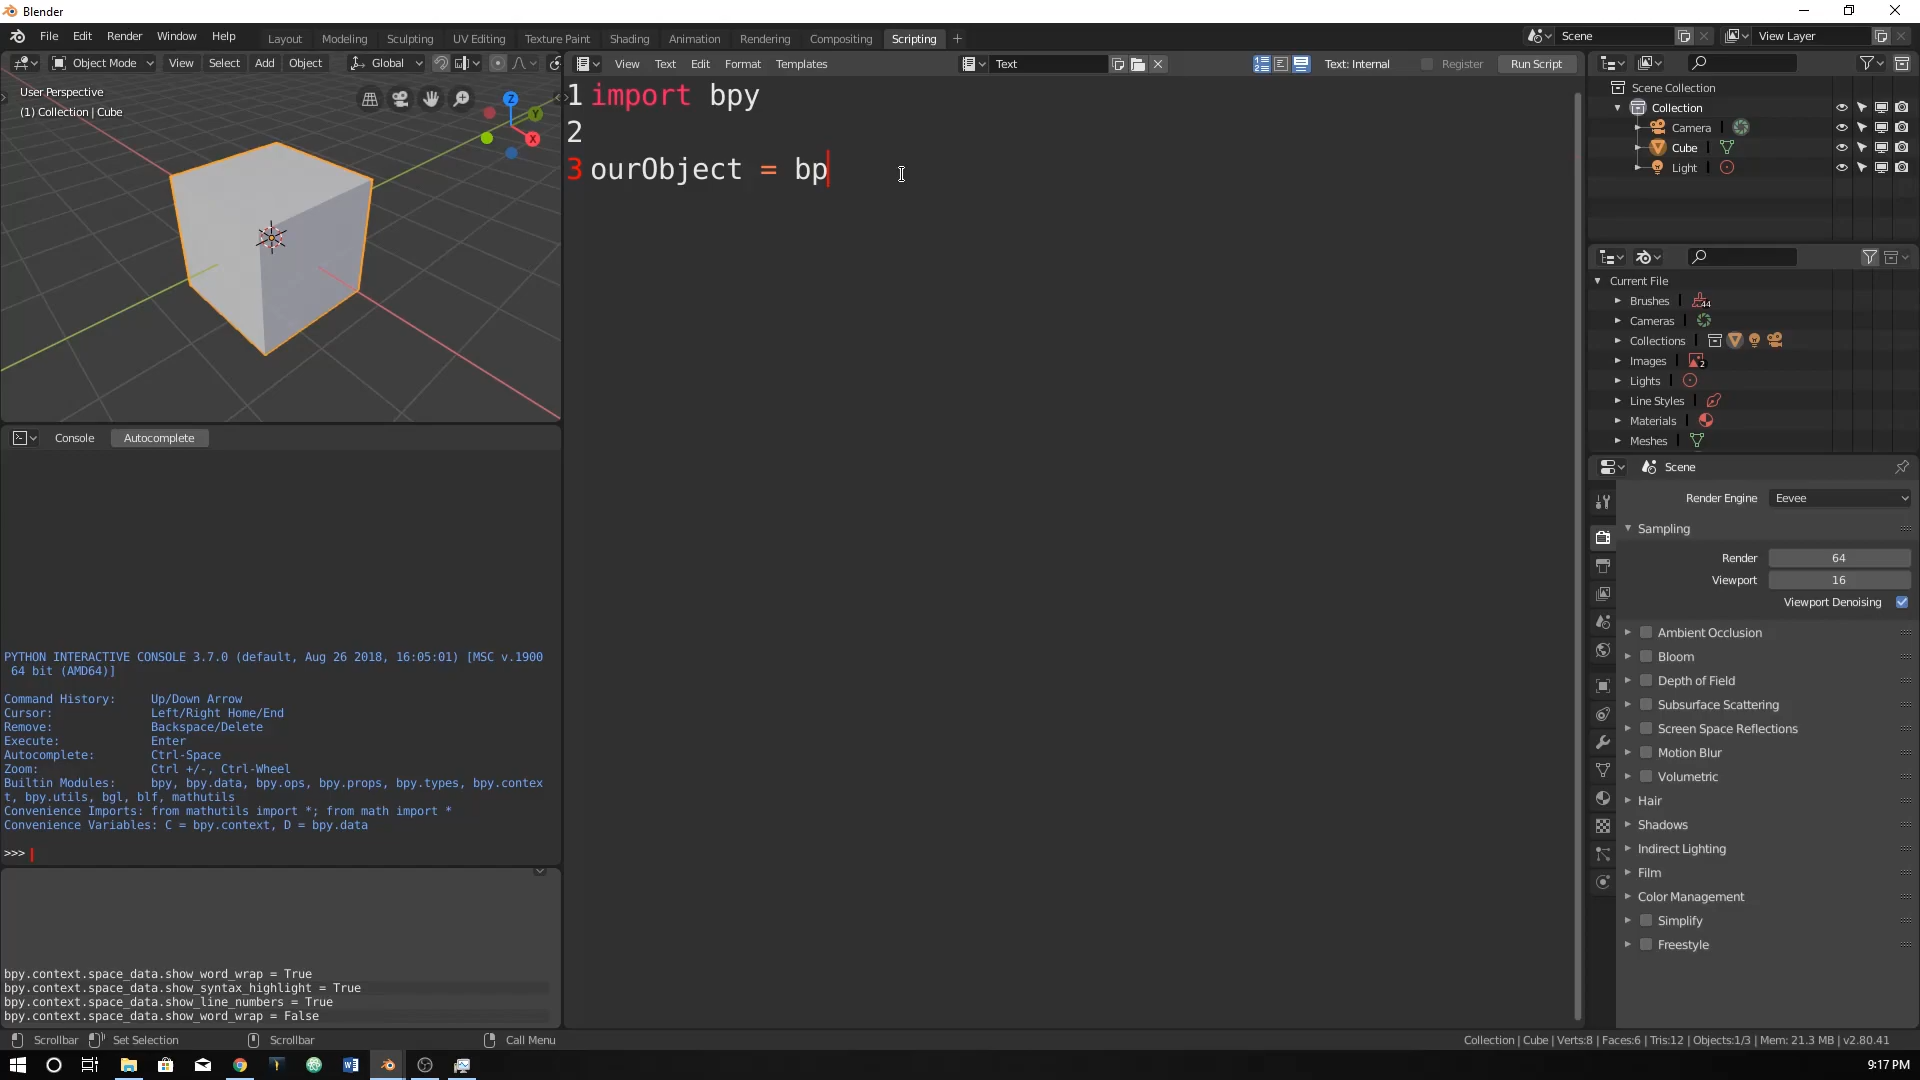 Blender
File Edit Render Window Help
Layout Modeling Sculpting UV Editing Texture Paint Shading Animation Rendering Compositing Scripting +
Scene
View Layer
Object Mode View Select Add Object Global
View Text Edit Format Templates
Text
Text: Internal Register Run Script
User Perspective
(1) Collection | Cube
Z
Y
X
1 import bpy
2
3 ourObject = bp
Scene Collection
Collection
Camera
Cube
Light
Current File
Brushes 44
Cameras
Collections
Images 2
Lights
Line Styles
Materials
Meshes
Console Autocomplete
PYTHON INTERACTIVE CONSOLE 3.7.0 (default, Aug 26 2018, 16:05:01) [MSC v.1900
64 bit (AMD64)]
Command History: Up/Down Arrow
Cursor: Left/Right Home/End
Remove: Backspace/Delete
Execute: Enter
Autocomplete: Ctrl-Space
Zoom: Ctrl +/-, Ctrl-Wheel
Builtin Modules: bpy, bpy.data, bpy.ops, bpy.props, bpy.types, bpy.contex
t, bpy.utils, bgl, blf, mathutils
Convenience Imports: from mathutils import *; from math import *
Convenience Variables: C = bpy.context, D = bpy.data
>>>
bpy.context.space_data.show_word_wrap = True
bpy.context.space_data.show_syntax_highlight = True
bpy.context.space_data.show_line_numbers = True
bpy.context.space_data.show_word_wrap = False
Scene
Render Engine Eevee
Sampling
Render 64
Viewport 16
Viewport Denoising
Ambient Occlusion
Bloom
Depth of Field
Subsurface Scattering
Screen Space Reflections
Motion Blur
Volumetric
Hair
Shadows
Indirect Lighting
Film
Color Management
Simplify
Freestyle
Scrollbar Set Selection Scrollbar Call Menu
Collection | Cube | Verts:8 | Faces:6 | Tris:12 | Objects:1/3 | Mem: 21.3 MB | v2.80.41
9:17 PM